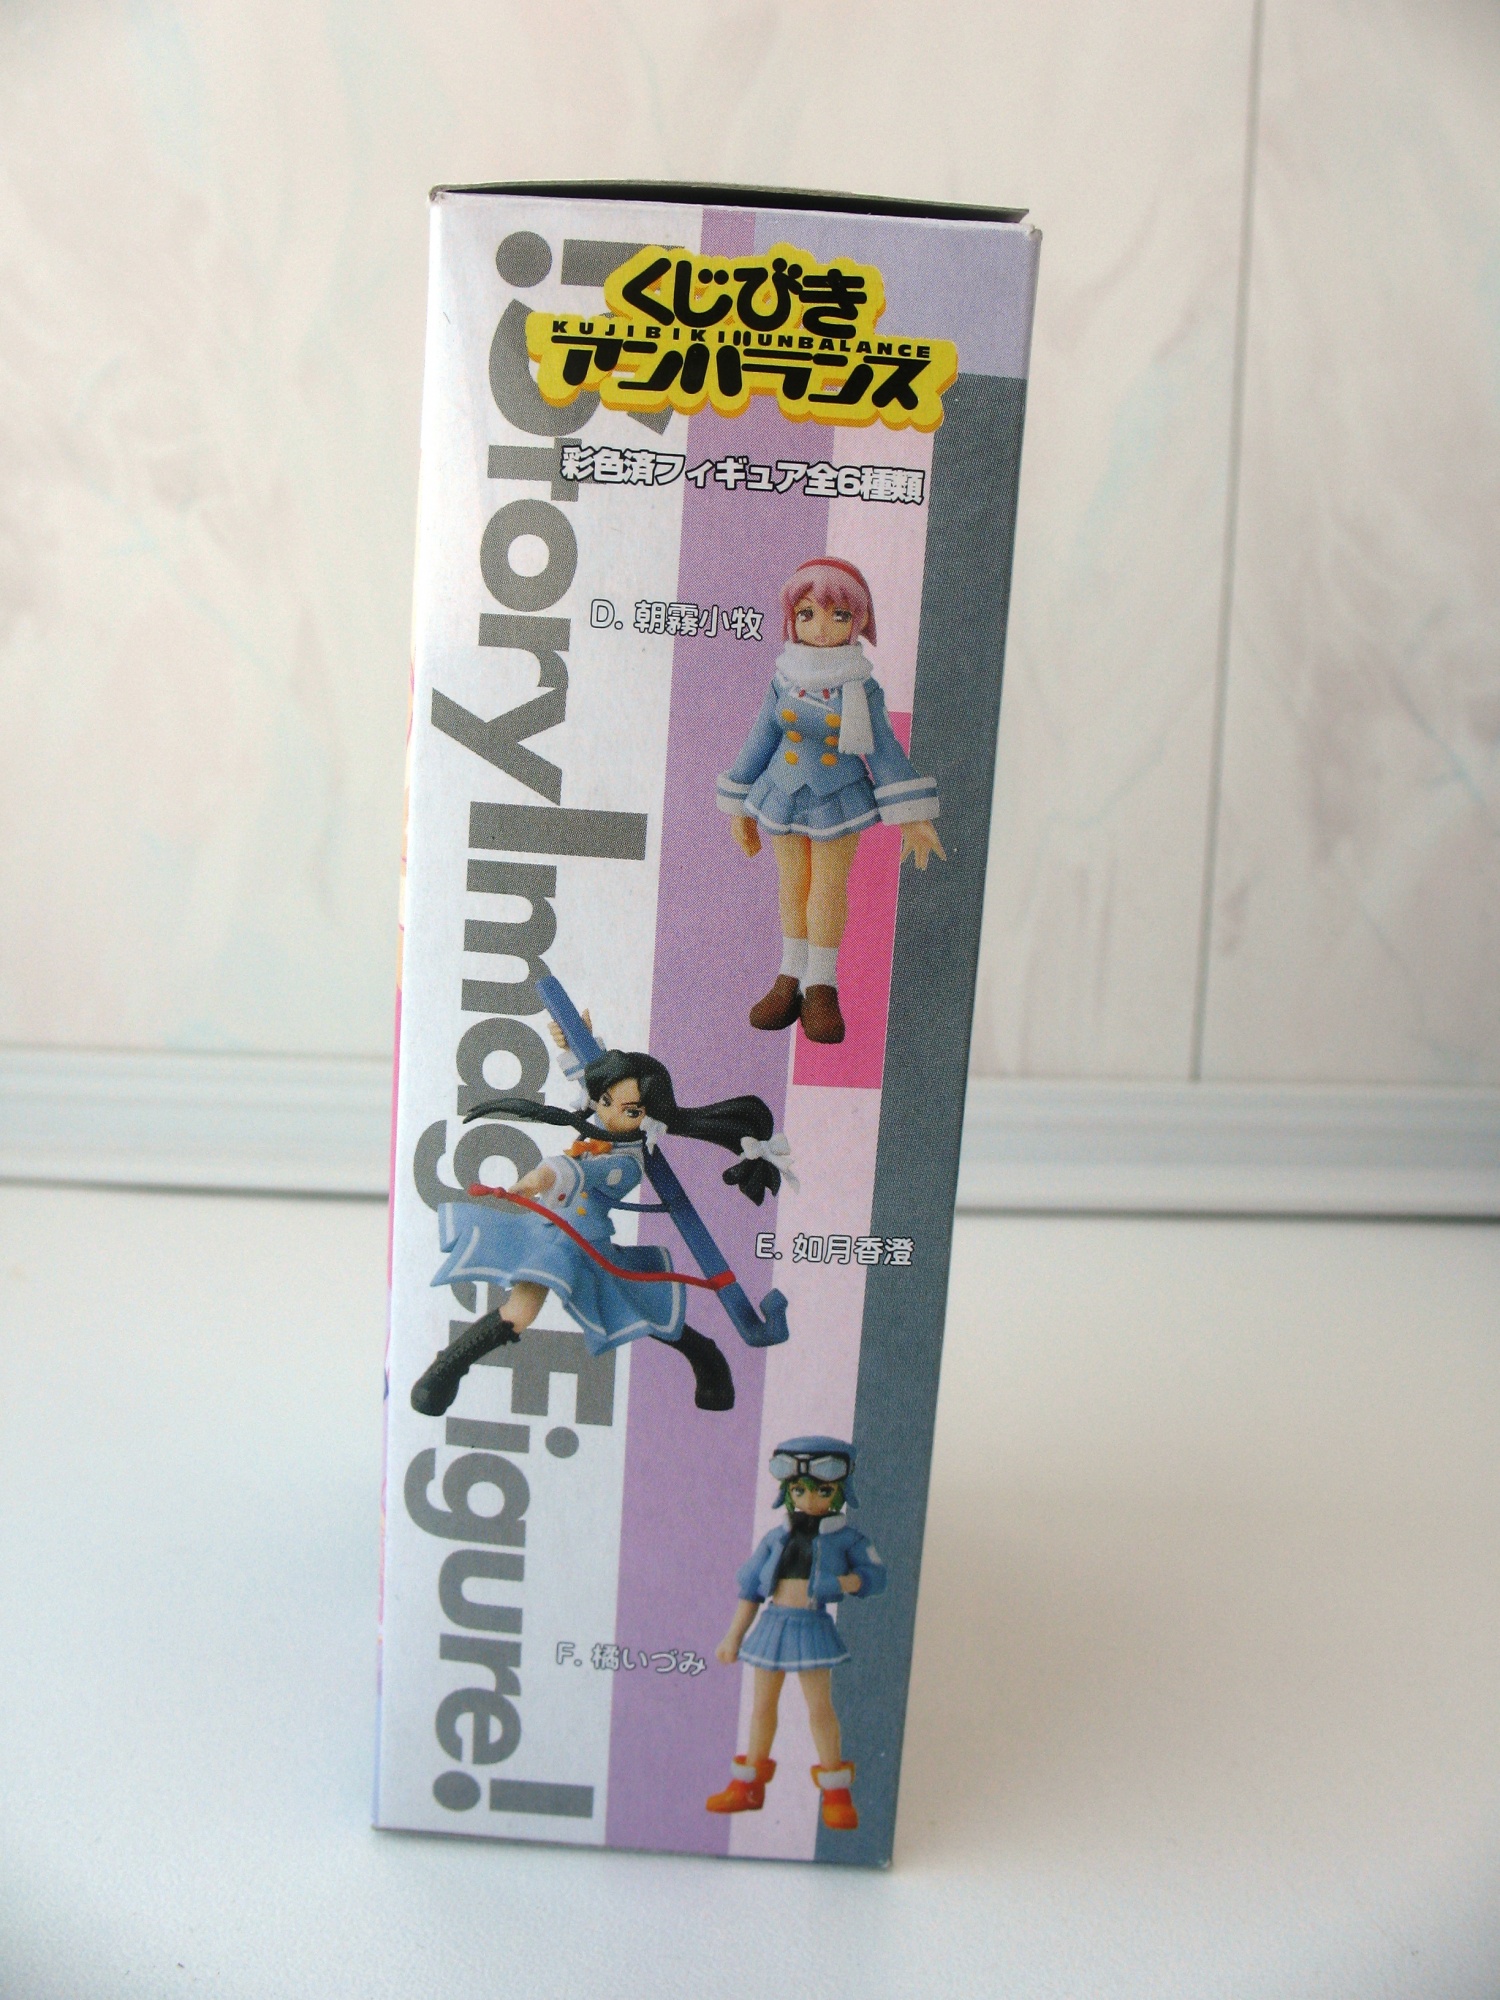 くじびき
KUJIBIKI UNBALANCE
アンバランス
彩色済フィギュア全6種類
D. 朝霧小牧
E. 如月香澄
F. 橘いづみ
!Story Image Figure!